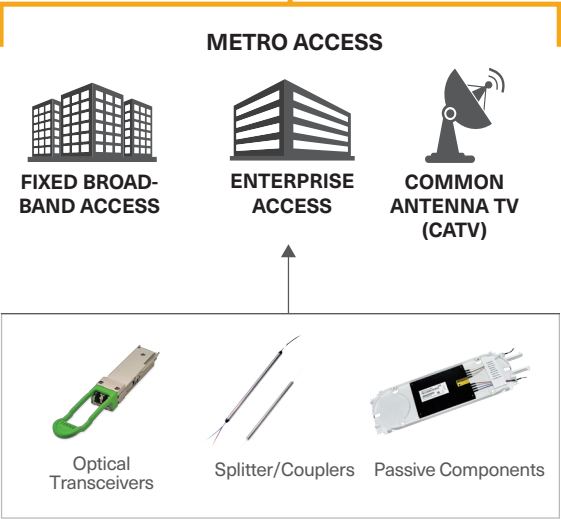 METRO ACCESS
FIXED BROAD-
BAND ACCESS
ENTERPRISE
ACCESS
COMMON
ANTENNA TV
(CATV)
Optical
Transceivers
Splitter/Couplers
Passive Components